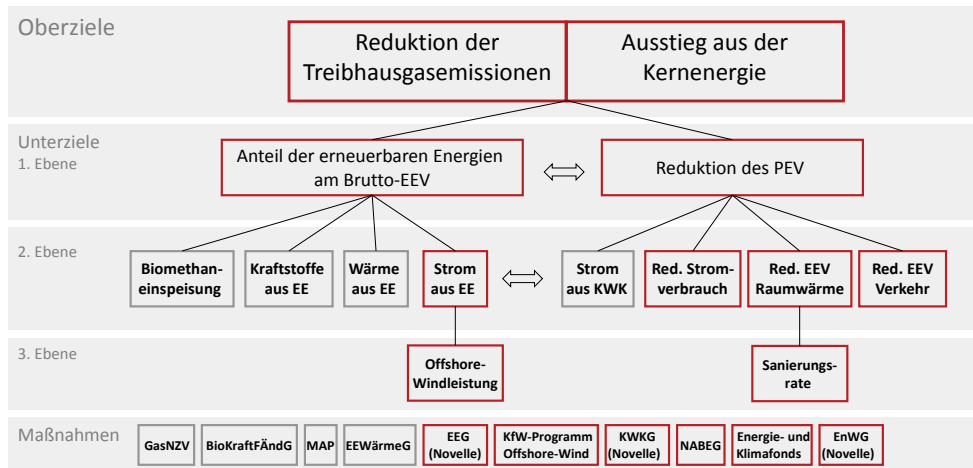 Oberziele
Reduktion der
Treibhausgasemissionen
Ausstieg aus der
Kernenergie
Unterziele
1. Ebene
Anteil der erneuerbaren Energien
am Brutto-EEV
Reduktion des PEV
2. Ebene
Biomethan-
einspeisung
Kraftstoffe
aus EE
Wärme
aus EE
Strom
aus EE
Strom
aus KWK
Red. Strom-
verbrauch
Red. EEV
Raumwärme
Red. EEV
Verkehr
3. Ebene
Offshore-
Windleistung
Sanierungs-
rate
Maßnahmen
GasNZV
BioKraftFÄndG
MAP
EEWärmeG
EEG
(Novelle)
KfW-Programm
Offshore-Wind
KWKG
(Novelle)
NABEG
Energie- und
Klimafonds
EnWG
(Novelle)